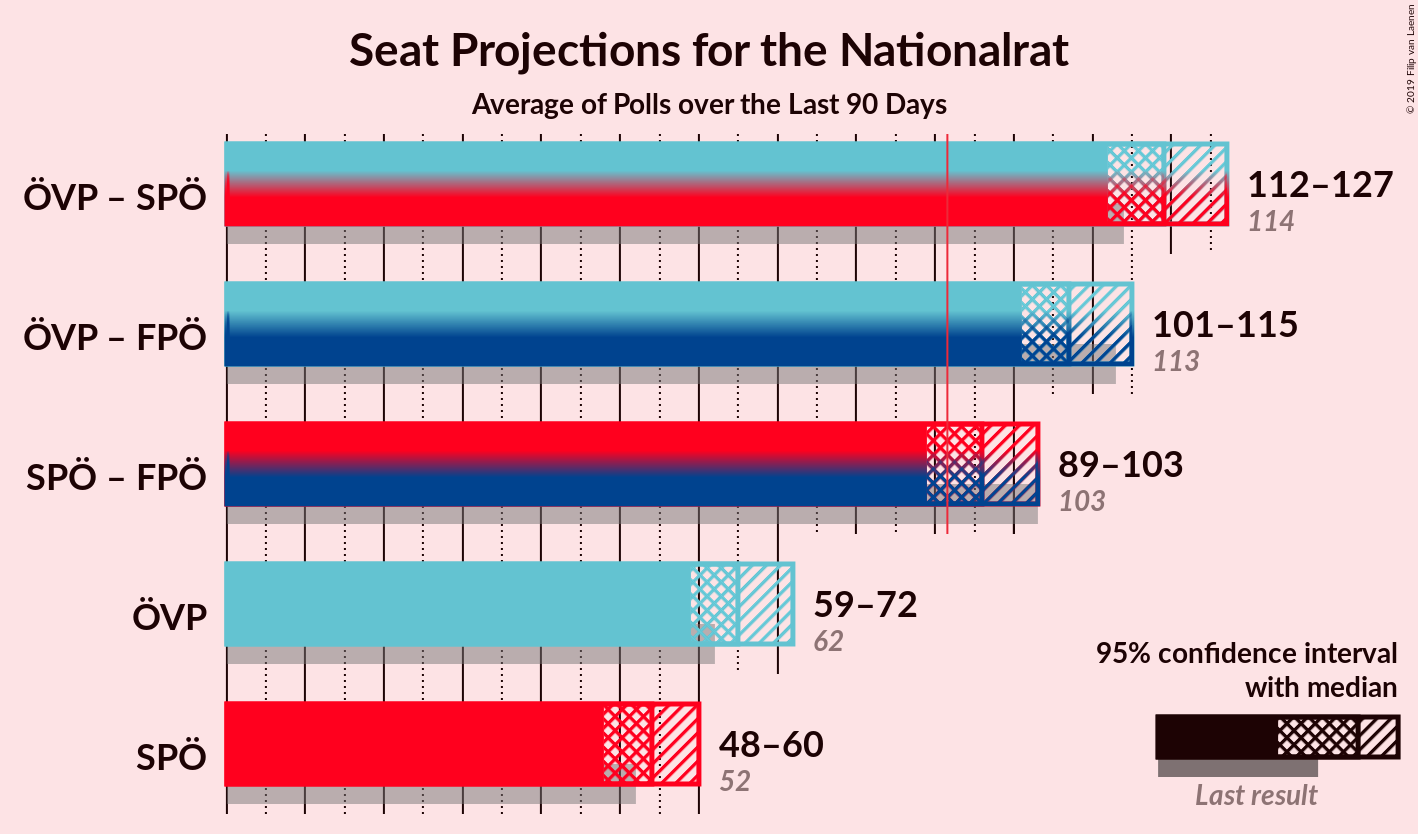 Seat Projections for the Nationalrat
Average of Polls over the Last 90 Days
© 2019 Filip van Laenen
ÖVP – SPÖ
112–127
114
ÖVP – FPÖ
101–115
113
SPÖ – FPÖ
89–103
103
ÖVP
59–72
62
SPÖ
48–60
52
95% confidence interval
with median
Last result